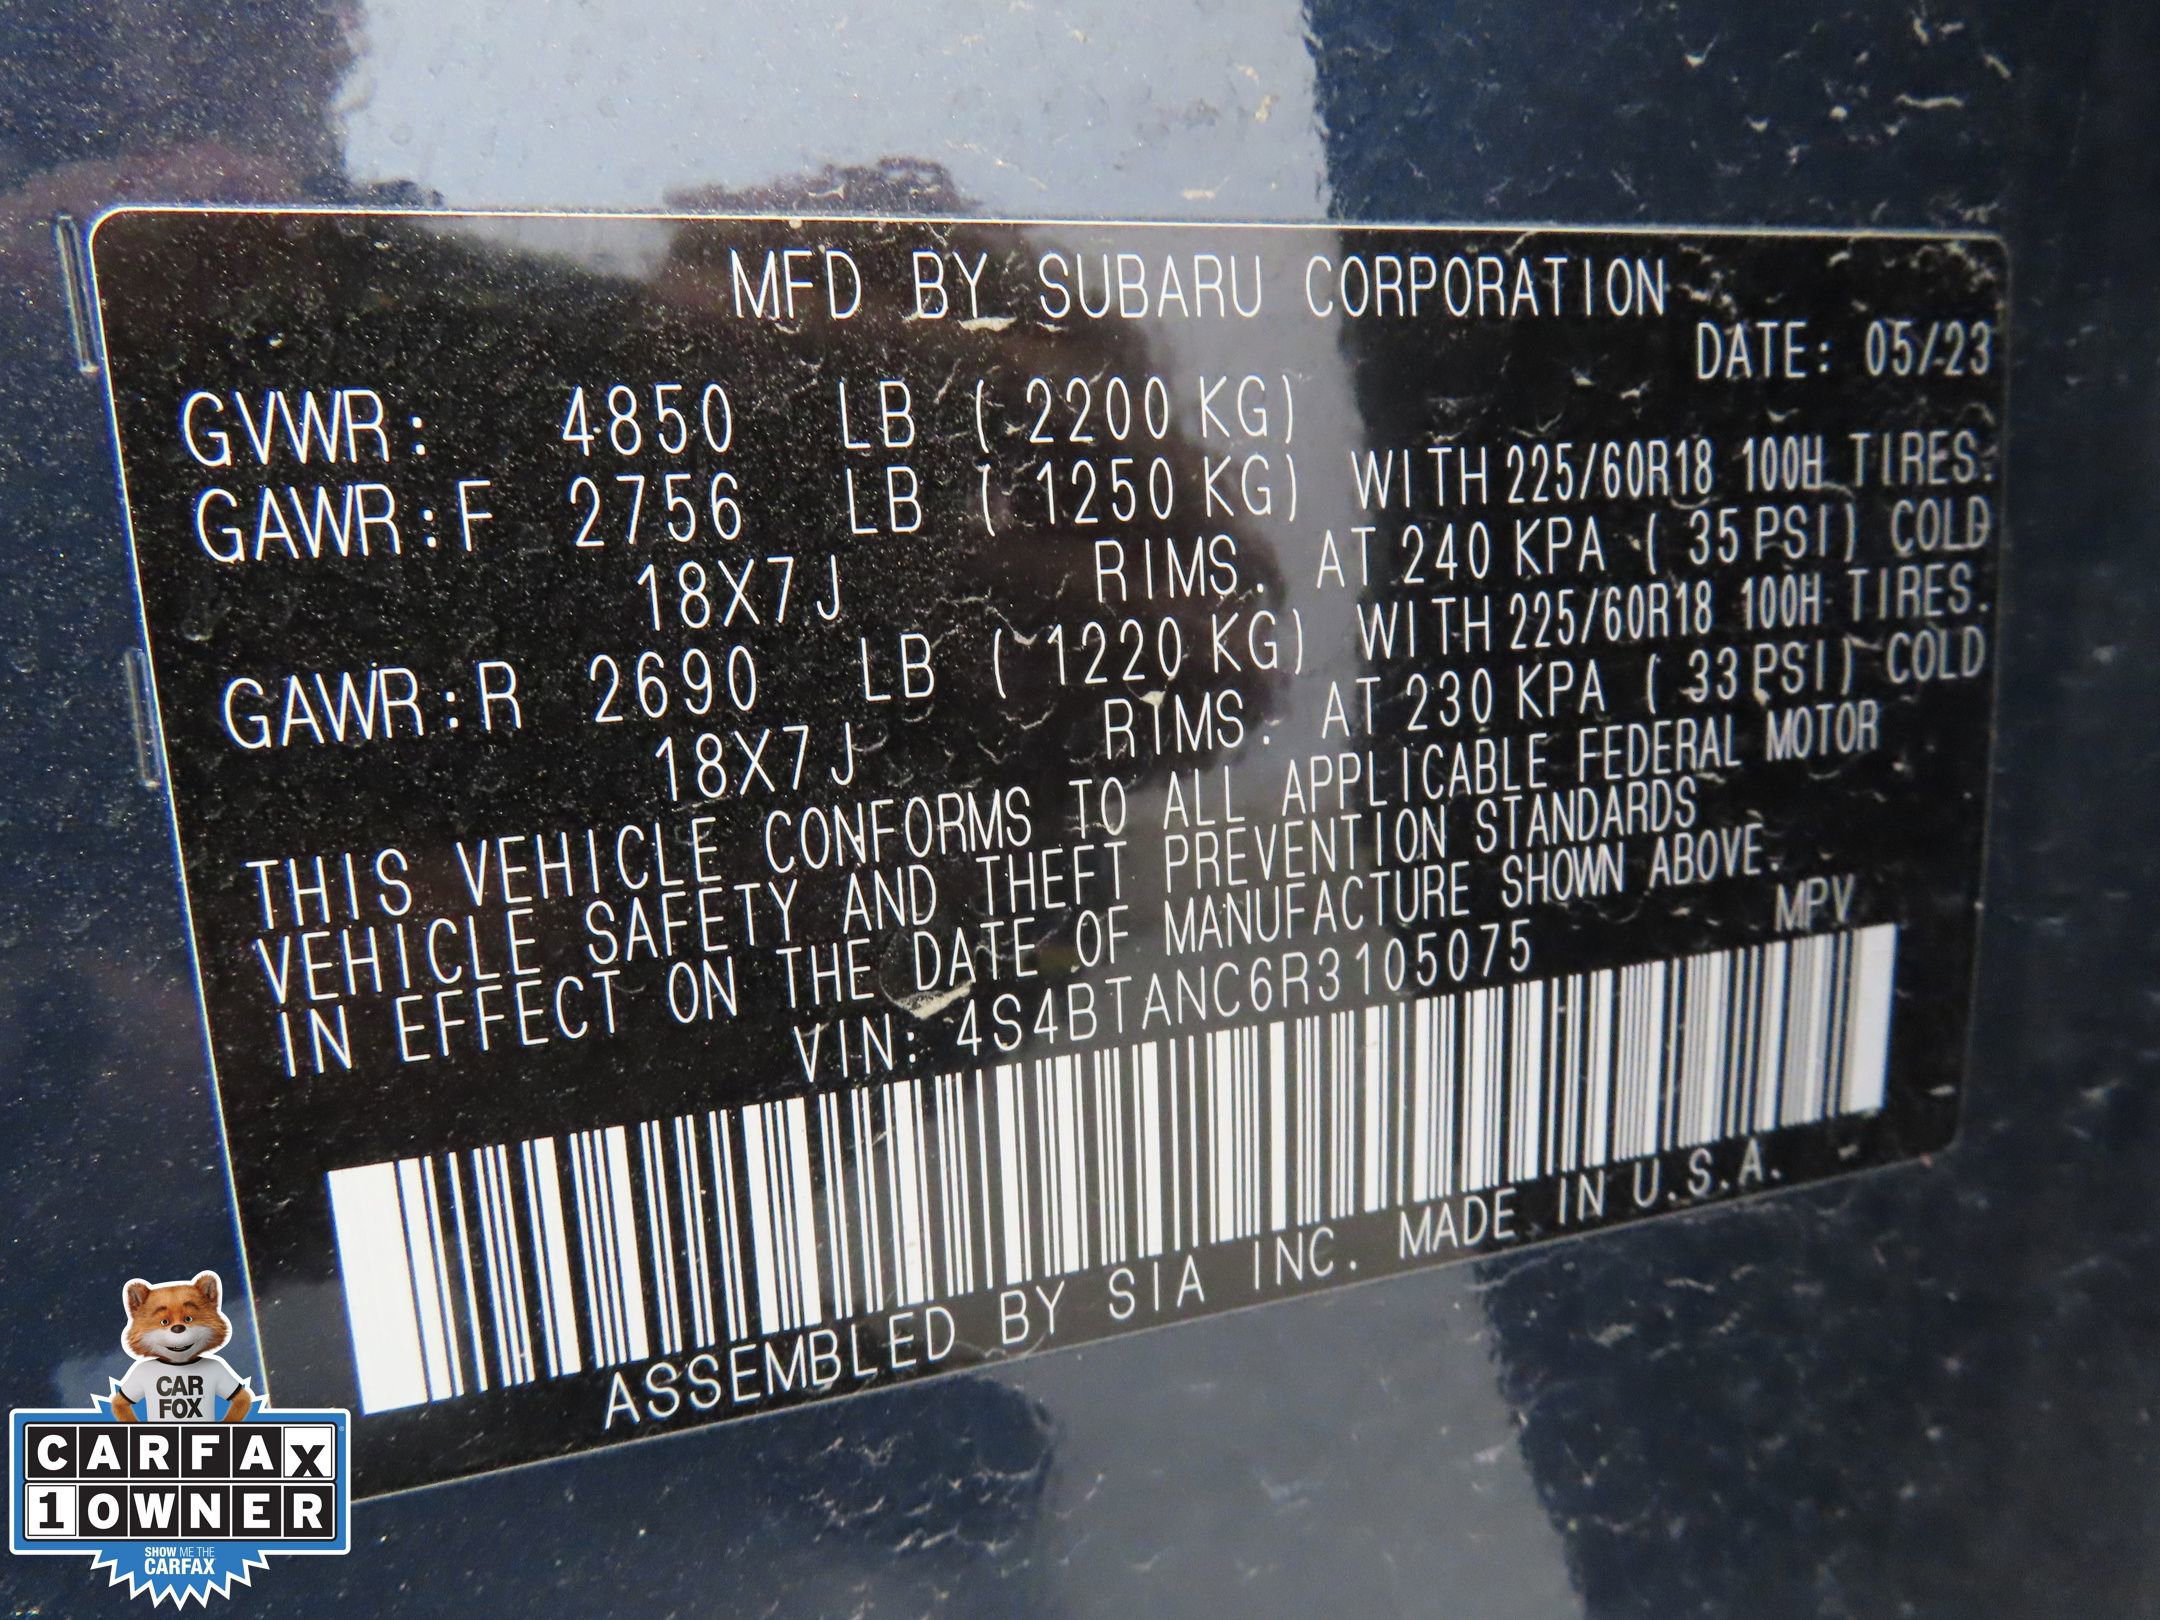 MFD BY SUBARU CORPORATION
DATE: 05/23
GVWR: 4850 LB (2200 KG)
GAWR:F 2756 LB (1250 KG) WITH 225/60R18 100H TIRES.
18X7J RIMS. AT 240 KPA (35 PSI) COLD
GAWR:R 2690 LB (1220 KG) WITH 225/60R18 100H TIRES.
18X7J RIMS. AT 230 KPA (33 PSI) COLD
THIS VEHICLE CONFORMS TO ALL APPLICABLE FEDERAL MOTOR
VEHICLE SAFETY AND THEFT PREVENTION STANDARDS
IN EFFECT ON THE DATE OF MANUFACTURE SHOWN ABOVE.
VIN: 4S4BTANC6R3105075 MPV
ASSEMBLED BY SIA INC. MADE IN U.S.A.
CAR
FOX
CARFAX
1 OWNER
SHOW ME THE
CARFAX